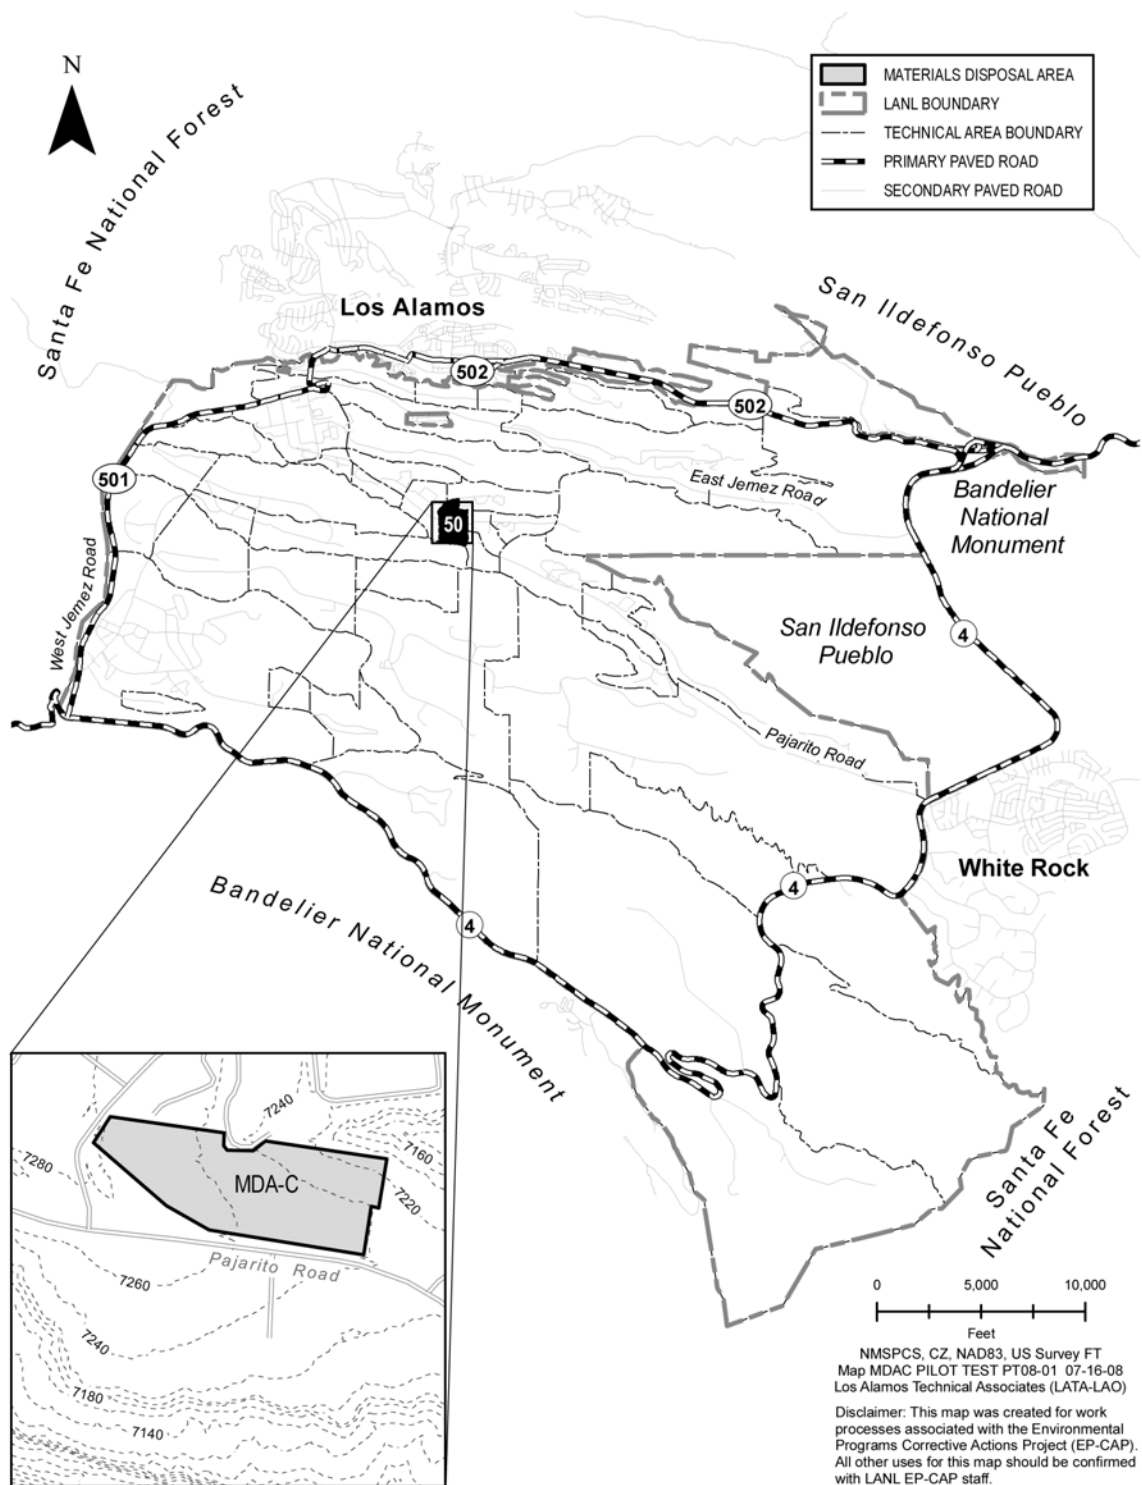 N
MATERIALS DISPOSAL AREA
LANL BOUNDARY
TECHNICAL AREA BOUNDARY
PRIMARY PAVED ROAD
SECONDARY PAVED ROAD
Santa Fe National Forest
San Ildefonso Pueblo
Los Alamos
502
502
501
East Jemez Road
Bandelier
National
Monument
50
West Jemez Road
San Ildefonso
Pueblo
4
Pajarito Road
White Rock
4
Bandelier National Monument
4
Santa Fe
National Forest
7240
7160
7280
MDA-C
7220
Pajarito Road
7260
7240
7180
7140
0 5,000 10,000
Feet
NMSPCS, CZ, NAD83, US Survey FT
Map MDAC PILOT TEST PT08-01 07-16-08
Los Alamos Technical Associates (LATA-LAO)
Disclaimer: This map was created for work
processes associated with the Environmental
Programs Corrective Actions Project (EP-CAP).
All other uses for this map should be confirmed
with LANL EP-CAP staff.